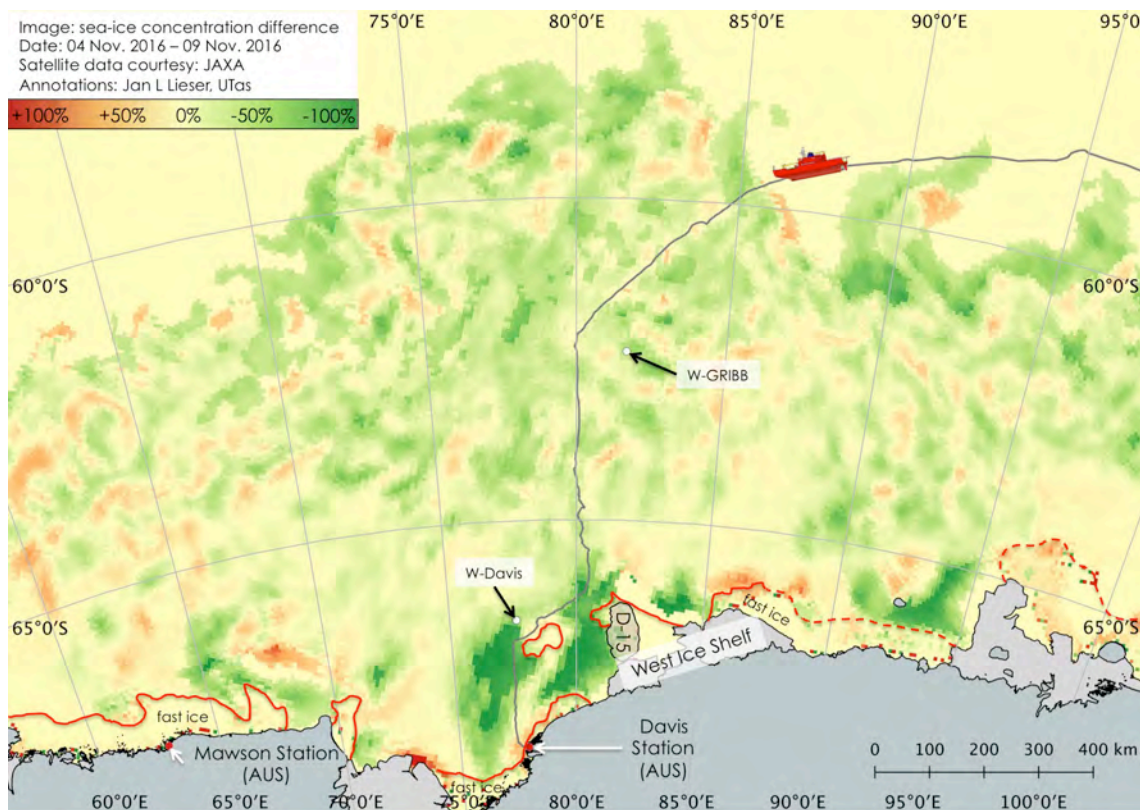 Image: sea-ice concentration difference
Date: 04 Nov. 2016 – 09 Nov. 2016
Satellite data courtesy: JAXA
Annotations: Jan L Lieser, UTas
+100% +50% 0% -50% -100%
75°E 80°0'E 85°E 90°0'E 95°0'
60°0'S 60°0'S
W-GRIBB
W-Davis
65°0'S 65°0'S
fast ice
D-15
West Ice Shelf
fast ice
Mawson Station
(AUS)
Davis
Station
(AUS)
fast ice
0 100 200 300 400 km
60°0'E 65°0'E 70°0'E 75°0'E 80°0'E 85°0'E 90°0'E 95°0'E 100°0'E